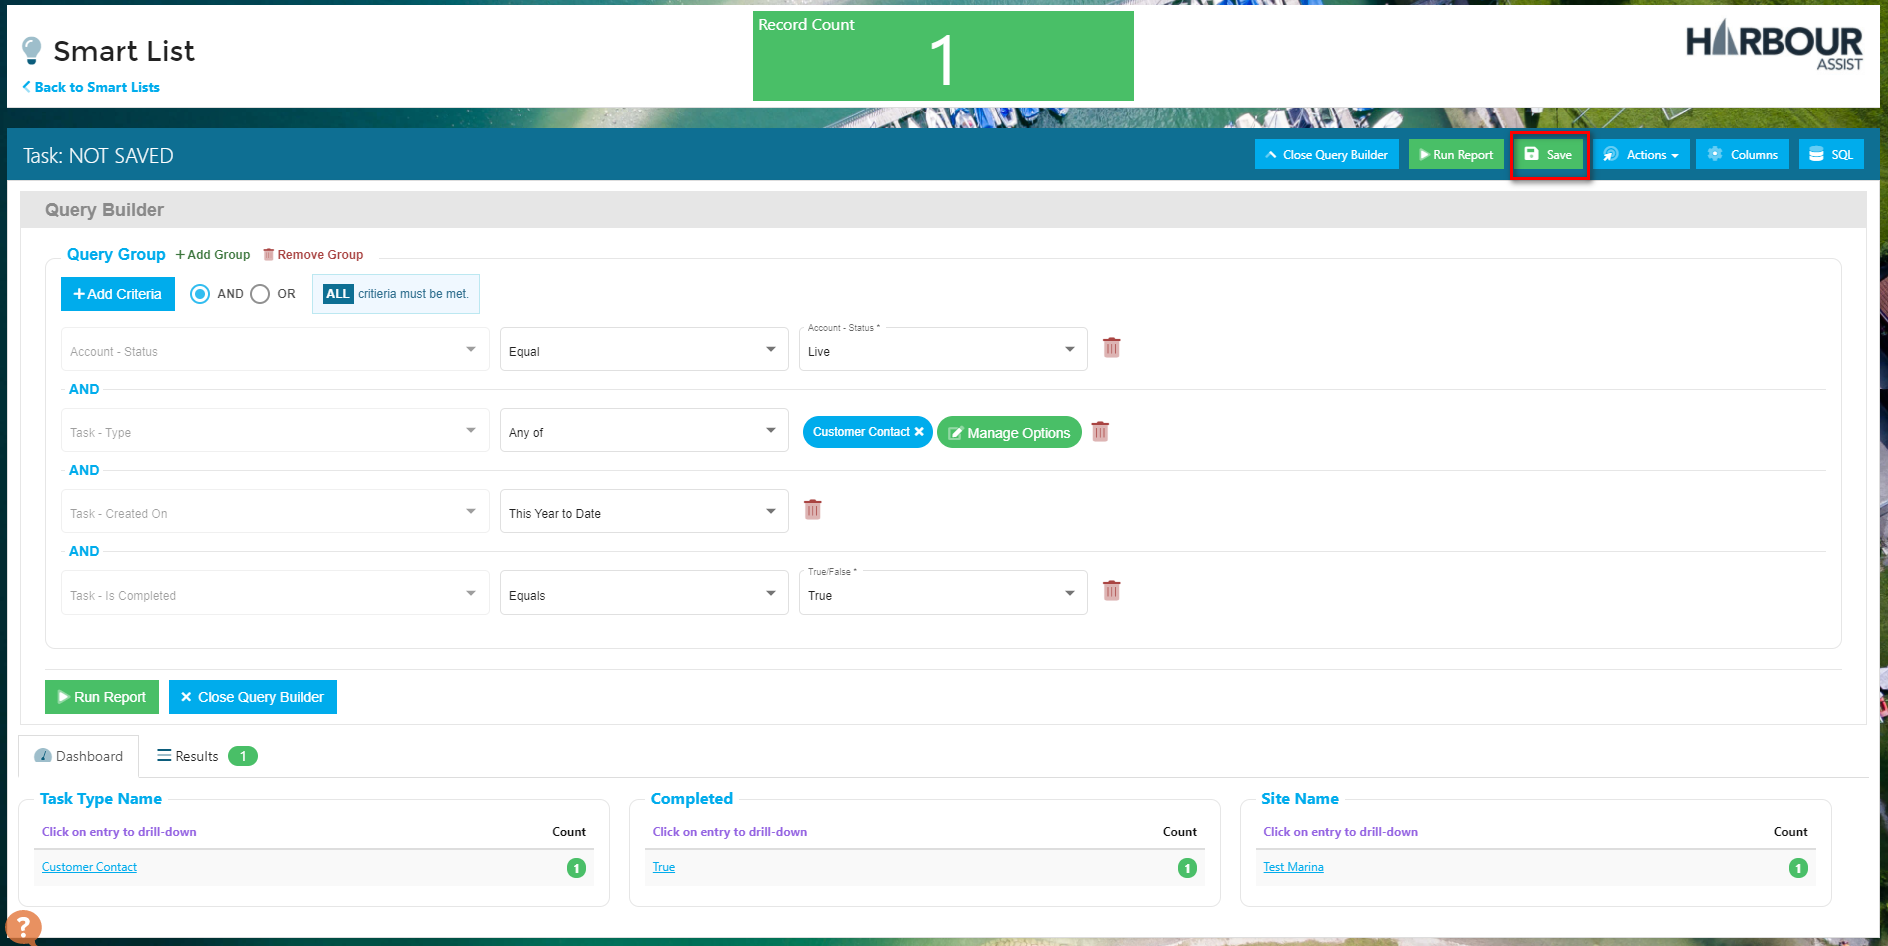 Record Count
1
Smart List
Back to Smart Lists
HARBOUR
ASSIST
Task: NOT SAVED
Close Query Builder
Run Report
Save
Actions
Columns
SQL
Query Builder
Query Group
+ Add Group
Remove Group
+ Add Criteria
AND
OR
ALL critieria must be met.
Account - Status
Equal
Account - Status *
Live
AND
Task - Type
Any of
Customer Contact ×
Manage Options
AND
Task - Created On
This Year to Date
AND
Task - Is Completed
Equals
True/False *
True
Run Report
× Close Query Builder
Dashboard
Results 1
Task Type Name
Click on entry to drill-down Count
Customer Contact 1
Completed
Click on entry to drill-down Count
True 1
Site Name
Click on entry to drill-down Count
Test Marina 1
?